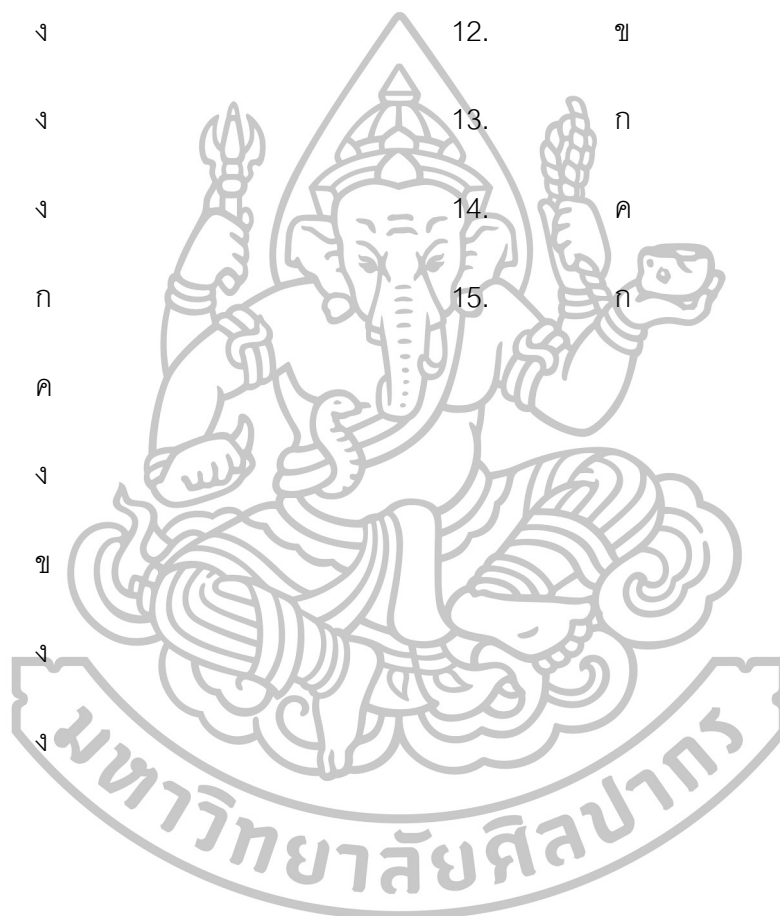 ง 12. ข
ง 13. ก
ง 14. ค
ก 15. ก
ค
ง
ข
ง
ง
มหาวิทยาลัยศิลปากร